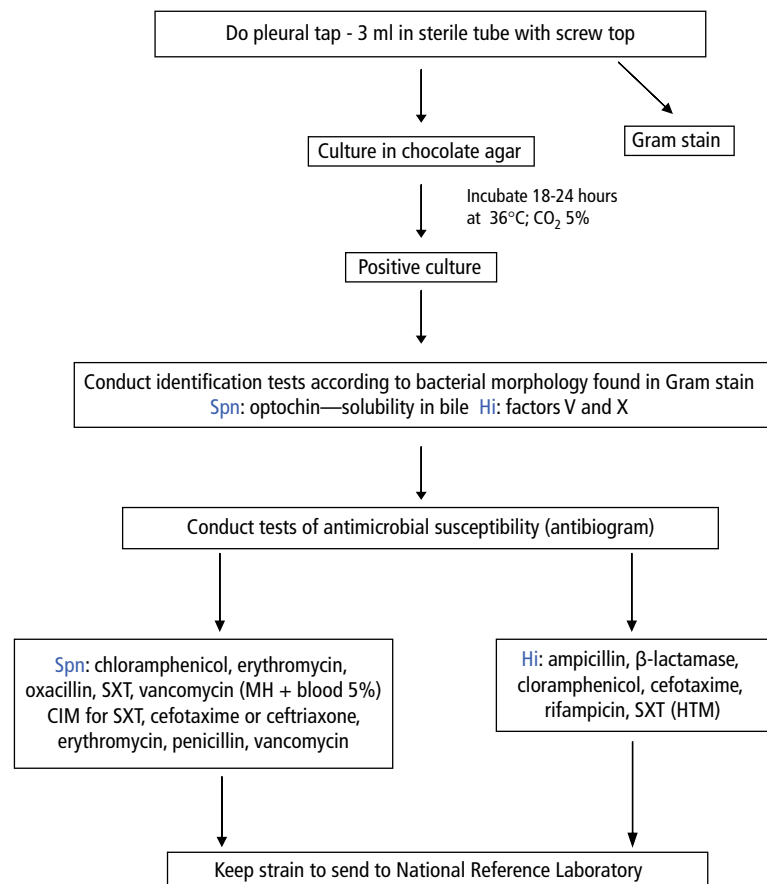 Do pleural tap - 3 ml in sterile tube with screw top
Gram stain
Culture in chocolate agar
Incubate 18-24 hours
at 36°C; CO₂ 5%
Positive culture
Conduct identification tests according to bacterial morphology found in Gram stain
Spn: optochin—solubility in bile Hi: factors V and X
Conduct tests of antimicrobial susceptibility (antibiogram)
Spn: chloramphenicol, erythromycin,
oxacillin, SXT, vancomycin (MH + blood 5%)
CIM for SXT, cefotaxime or ceftriaxone,
erythromycin, penicillin, vancomycin
Hi: ampicillin, β-lactamase,
cloramphenicol, cefotaxime,
rifampicin, SXT (HTM)
Keep strain to send to National Reference Laboratory